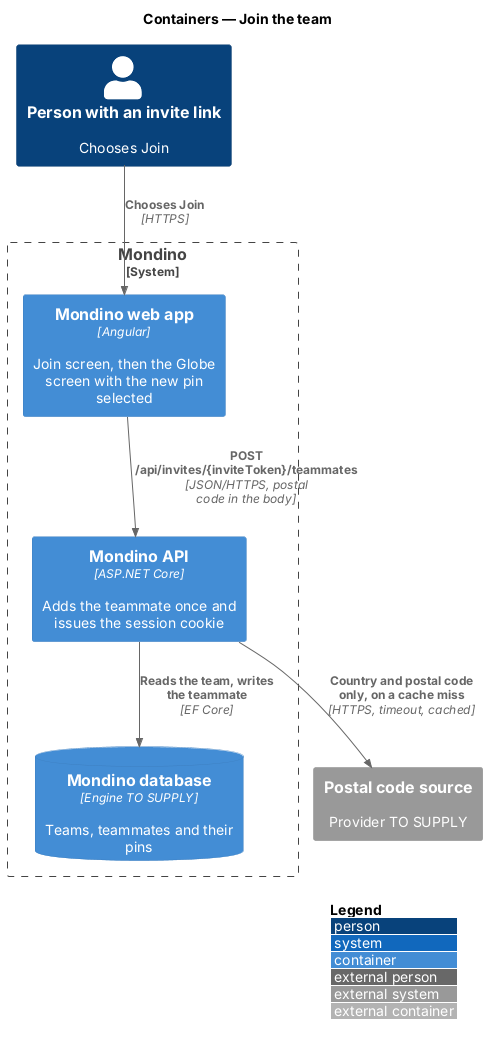 Containers — Join the team
Person with an invite link
Chooses Join
Chooses Join
[HTTPS]
Mondino
[System]
Mondino web app
[Angular]
Join screen, then the Globe
screen with the new pin
selected
POST
/api/invites/{inviteToken}/teammates
[JSON/HTTPS, postal
code in the body]
Mondino API
[ASP.NET Core]
Adds the teammate once and
issues the session cookie
Reads the team, writes
the teammate
[EF Core]
Country and postal code
only, on a cache miss
[HTTPS, timeout, cached]
Mondino database
[Engine TO SUPPLY]
Teams, teammates and their
pins
Postal code source
Provider TO SUPPLY
Legend
person
system
container
external person
external system
external container